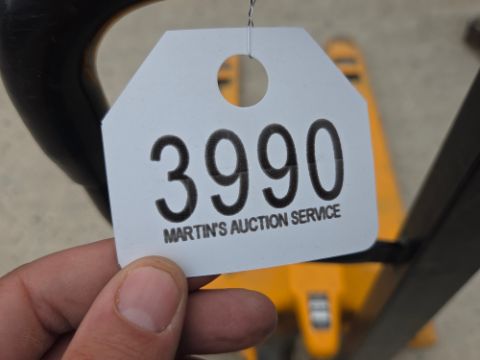 3990
MARTIN'S AUCTION SERVICE